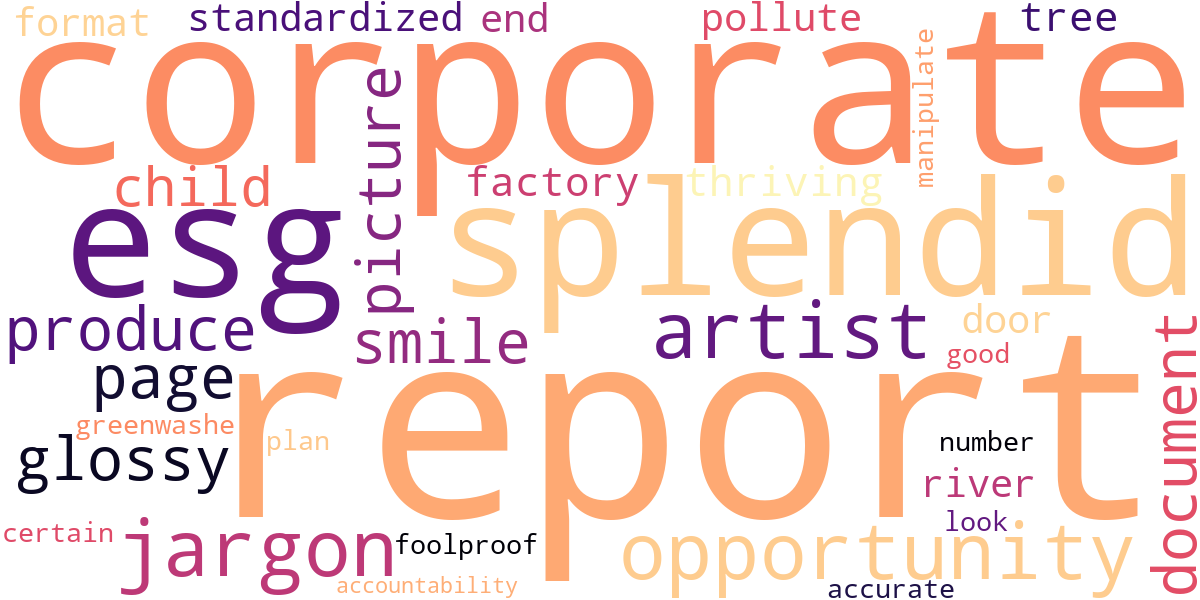 format
standardized
end
pollute
tree
corporate
manipulate
picture
child
factory
thriving
esg
splendid
produce
smile
artist
door
good
document
page
report
greenwashe
plan
glossy
number
river
look
certain
jargon
foolproof
opportunity
accountability
accurate